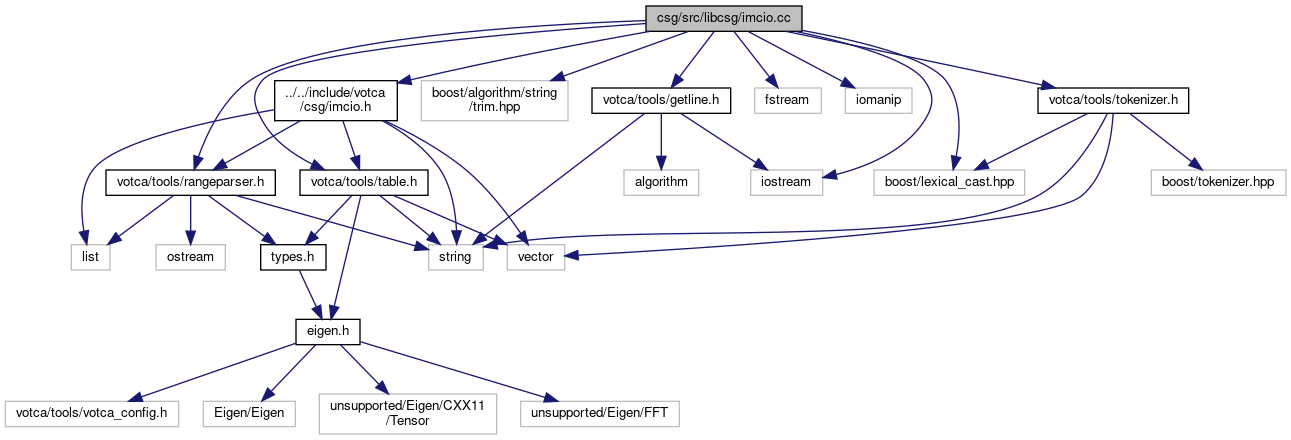 csg/src/libcsg/imcio.cc
../../include/votca
/csg/imcio.h
boost/algorithm/string
/trim.hpp
votca/tools/getline.h
fstream
iomanip
votca/tools/tokenizer.h
votca/tools/rangeparser.h
votca/tools/table.h
algorithm
iostream
boost/lexical_cast.hpp
boost/tokenizer.hpp
list
ostream
types.h
string
vector
eigen.h
votca/tools/votca_config.h
Eigen/Eigen
unsupported/Eigen/CXX11
/Tensor
unsupported/Eigen/FFT